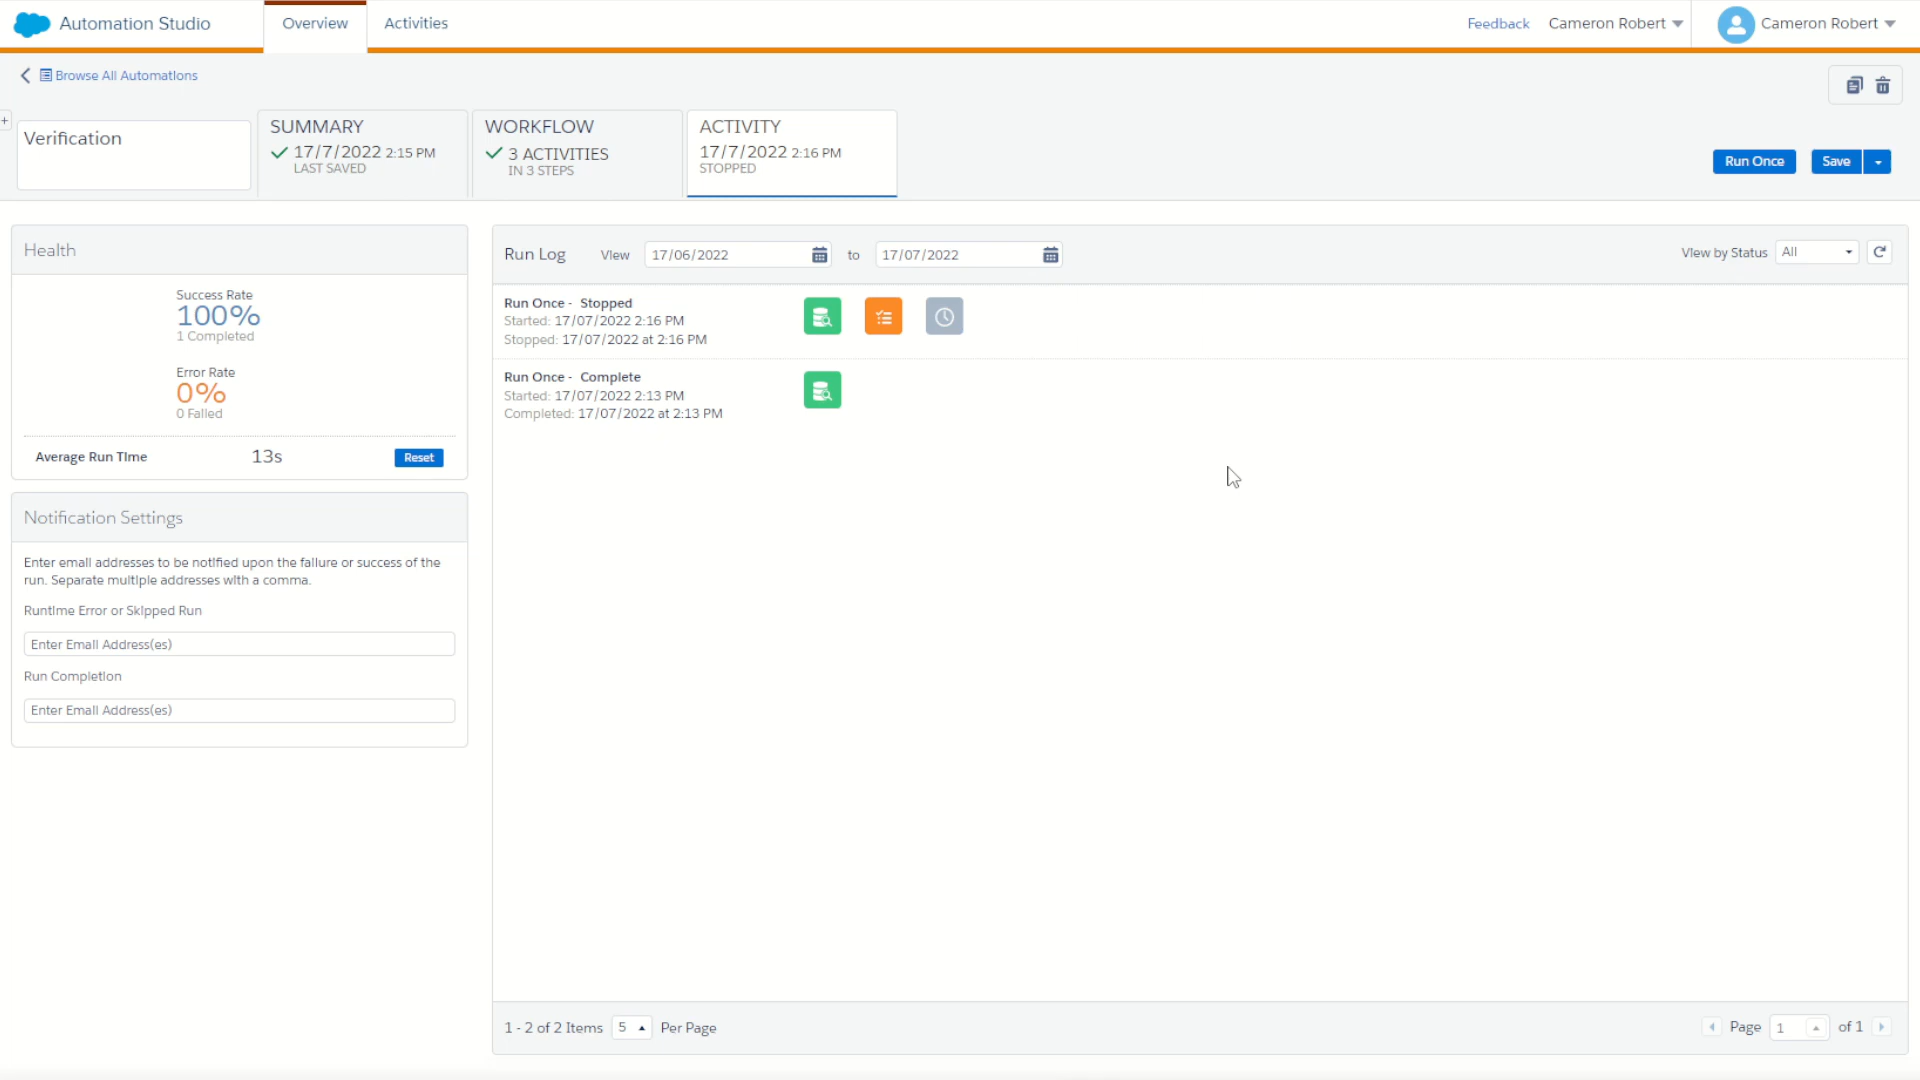 Automation Studio
Overview
Activities
Feedback
Cameron Robert
Cameron Robert
Browse All Automations
+
Verification
SUMMARY
17/7/2022 2:15 PM
LAST SAVED
WORKFLOW
3 ACTIVITIES
IN 3 STEPS
ACTIVITY
17/7/2022 2:16 PM
STOPPED
Run Once
Save
Health
Success Rate
100%
1 Completed
Error Rate
0%
0 Failed
Average Run Time
13s
Reset
Notification Settings
Enter email addresses to be notified upon the failure or success of the
run. Separate multiple addresses with a comma.
Runtime Error or Skipped Run
Enter Email Address(es)
Run Completion
Enter Email Address(es)
Run Log
View
17/06/2022
to
17/07/2022
View by Status
All
Run Once - Stopped
Started: 17/07/2022 2:16 PM
Stopped: 17/07/2022 at 2:16 PM
Run Once - Complete
Started: 17/07/2022 2:13 PM
Completed: 17/07/2022 at 2:13 PM
1 - 2 of 2 Items
5
Per Page
Page
1
of 1